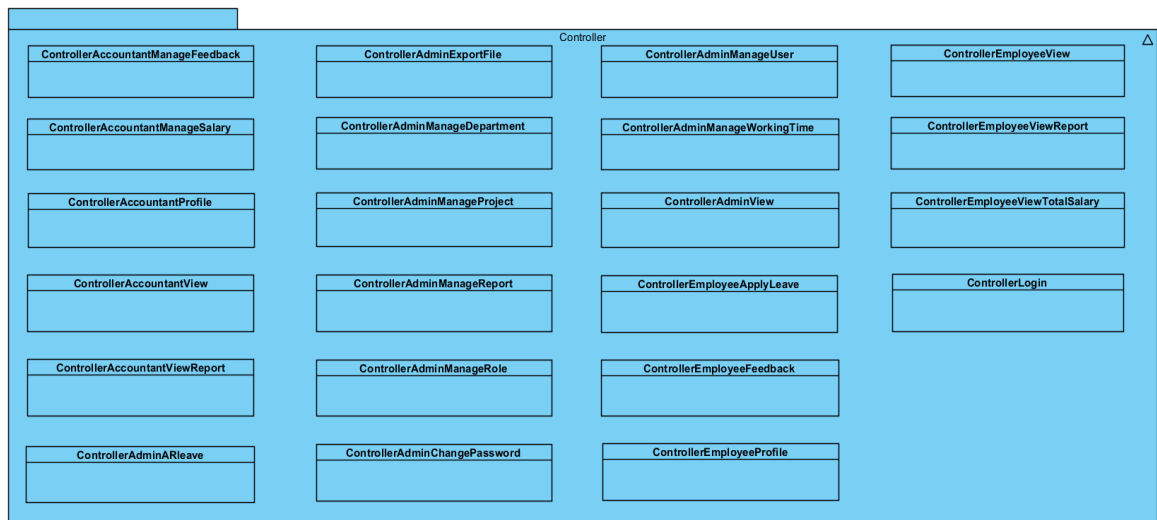 Controller
ControllerAccountantManageFeedback
ControllerAdminExportFile
ControllerAdminManageUser
ControllerEmployeeView
ControllerAccountantManageSalary
ControllerAdminManageDepartment
ControllerAdminManageWorkingTime
ControllerEmployeeViewReport
ControllerAccountantProfile
ControllerAdminManageProject
ControllerAdminView
ControllerEmployeeViewTotalSalary
ControllerAccountantView
ControllerAdminManageReport
ControllerEmployeeApplyLeave
ControllerLogin
ControllerAccountantViewReport
ControllerAdminManageRole
ControllerEmployeeFeedback
ControllerAdminARleave
ControllerAdminChangePassword
ControllerEmployeeProfile